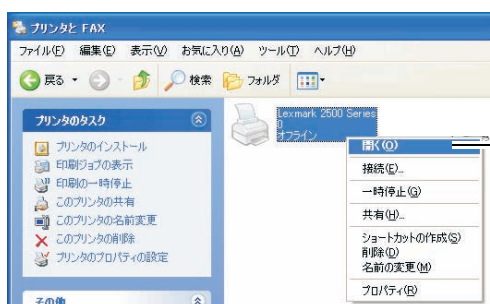 プリンタと FAX
ファイル(F) 編集(E) 表示(V) お気に入り(A) ツール(T) ヘルプ(H)
戻る 検索 フォルダ
プリンタのタスク
プリンタのインストール
印刷ジョブの表示
印刷の一時停止
このプリンタの共有
このプリンタの名前変更
このプリンタの削除
プリンタのプロパティの設定
その他
Lexmark 2500 Series
0
オフライン
開く(O)
接続(E)...
一時停止(G)
共有(H)...
ショートカットの作成(S)
削除(D)
名前の変更(M)
プロパティ(R)